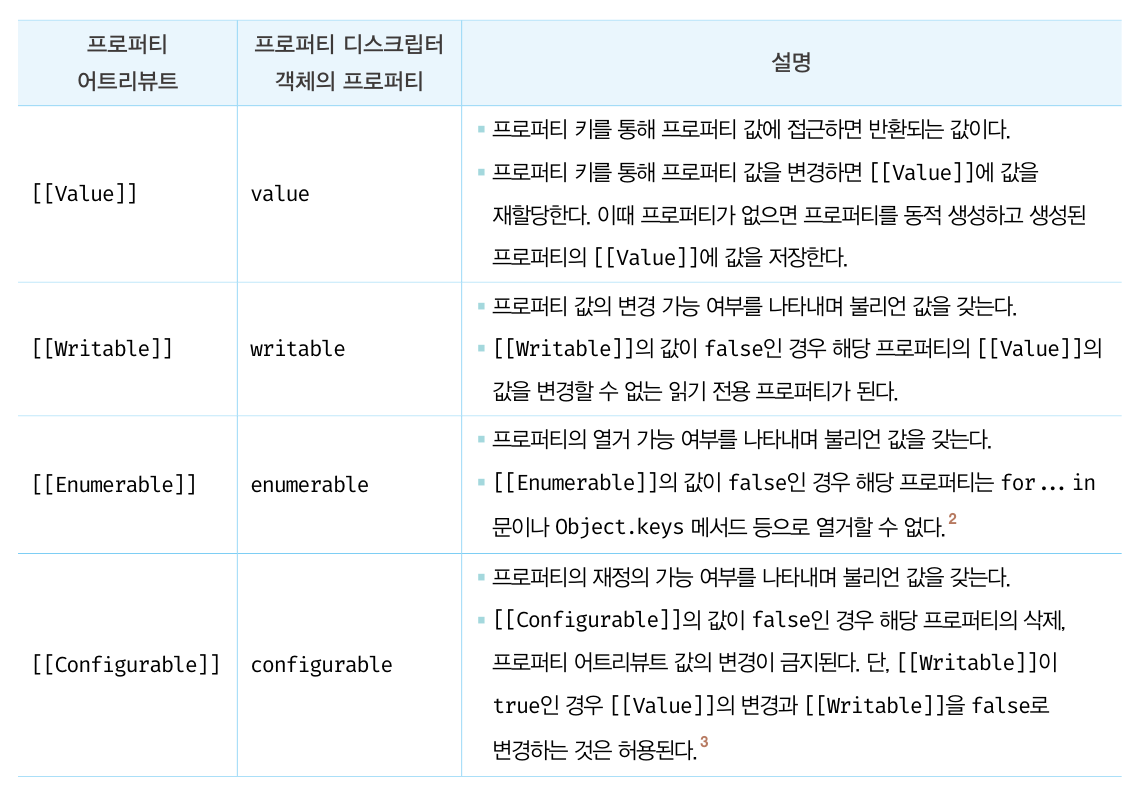 프로퍼티
어트리뷰트
프로퍼티 디스크립터
객체의 프로퍼티
설명
[[Value]]
value
▪ 프로퍼티 키를 통해 프로퍼티 값에 접근하면 반환되는 값이다.
▪ 프로퍼티 키를 통해 프로퍼티 값을 변경하면 [[Value]]에 값을
재할당한다. 이때 프로퍼티가 없으면 프로퍼티를 동적 생성하고 생성된
프로퍼티의 [[Value]]에 값을 저장한다.
[[Writable]]
writable
▪ 프로퍼티 값의 변경 가능 여부를 나타내며 불리언 값을 갖는다.
▪ [[Writable]]의 값이 false인 경우 해당 프로퍼티의 [[Value]]의
값을 변경할 수 없는 읽기 전용 프로퍼티가 된다.
[[Enumerable]]
enumerable
▪ 프로퍼티의 열거 가능 여부를 나타내며 불리언 값을 갖는다.
▪ [[Enumerable]]의 값이 false인 경우 해당 프로퍼티는 for...in
문이나 Object.keys 메서드 등으로 열거할 수 없다.2
[[Configurable]]
configurable
▪ 프로퍼티의 재정의 가능 여부를 나타내며 불리언 값을 갖는다.
▪ [[Configurable]]의 값이 false인 경우 해당 프로퍼티의 삭제,
프로퍼티 어트리뷰트 값의 변경이 금지된다. 단, [[Writable]]이
true인 경우 [[Value]]의 변경과 [[Writable]]을 false로
변경하는 것은 허용된다.3